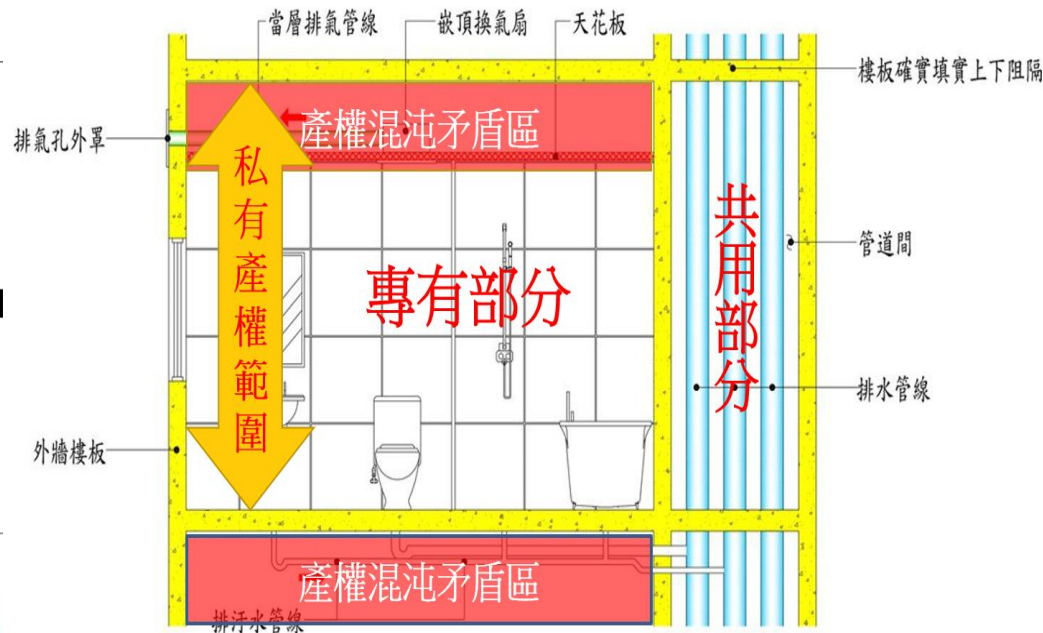 當層排氣管線
嵌頂換氣扇
天花板
樓板確實填實上下阻隔
排氣孔外罩
產權混沌矛盾區
私有產權範圍
專有部分
共用部分
管道間
排水管線
外牆樓板
產權混沌矛盾區
排汙水管線